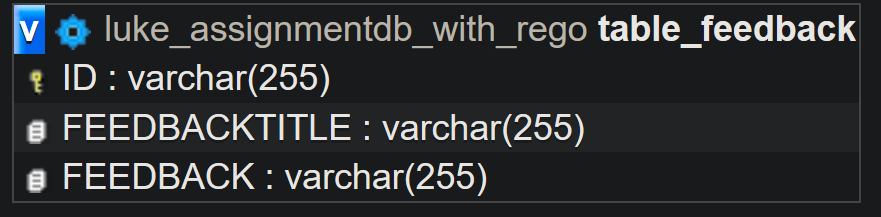 v luke_assignmentdb_with_rego table_feedback
ID : varchar(255)
FEEDBACKTITLE : varchar(255)
FEEDBACK : varchar(255)